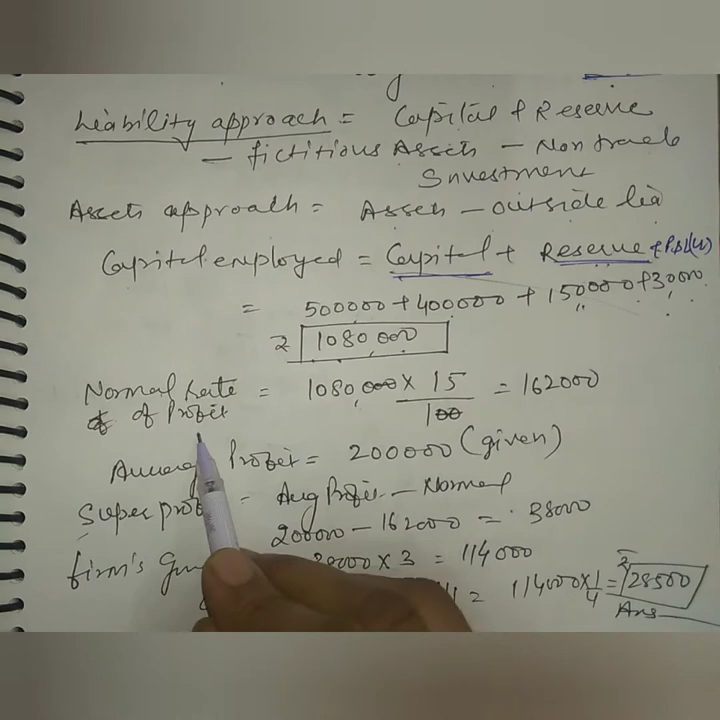 Liability approach = Capital + Reserve
- fictitious Assets - Non trade
Investment
Assets approach = Assets - outside lia
Capital employed = Capital + Reserve + P&L(Cr)
= 500000 + 400000 + 150000 + 30000
= 1080,000
Normal Rate = 1080,000 × 15 / 100 = 162000
of Profit
Average Profit = 200000 (given)
Super prof = Avg Profit - Normal
200000 - 162000 = 38000
firm's × 3 = 114000
= 114000 × 1/4 = 28500
Ans